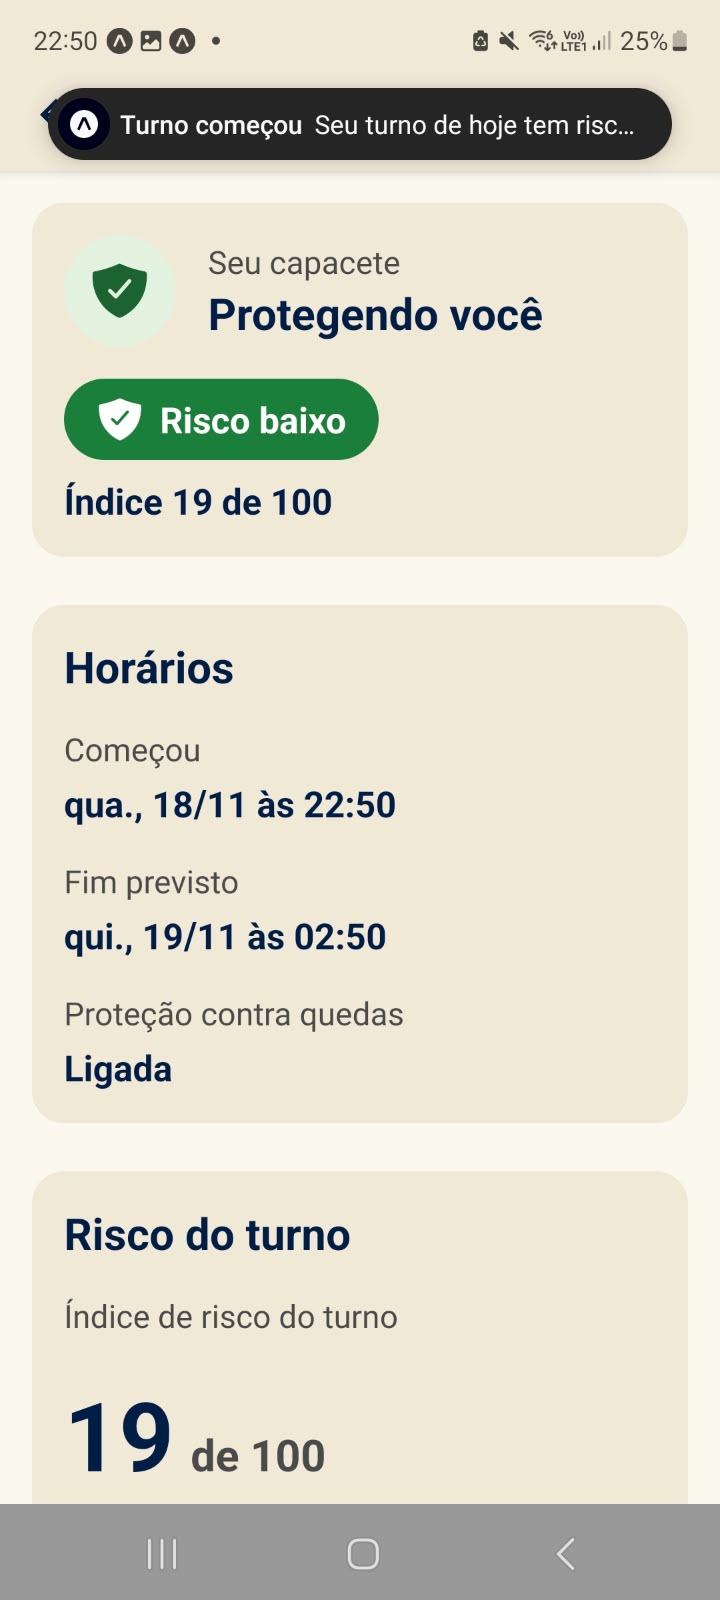 22:50
Vo)) LTE1 25%
Turno começou Seu turno de hoje tem risc...
Seu capacete
Protegendo você
Risco baixo
Índice 19 de 100
Horários
Começou
qua., 18/11 às 22:50
Fim previsto
qui., 19/11 às 02:50
Proteção contra quedas
Ligada
Risco do turno
Índice de risco do turno
19 de 100